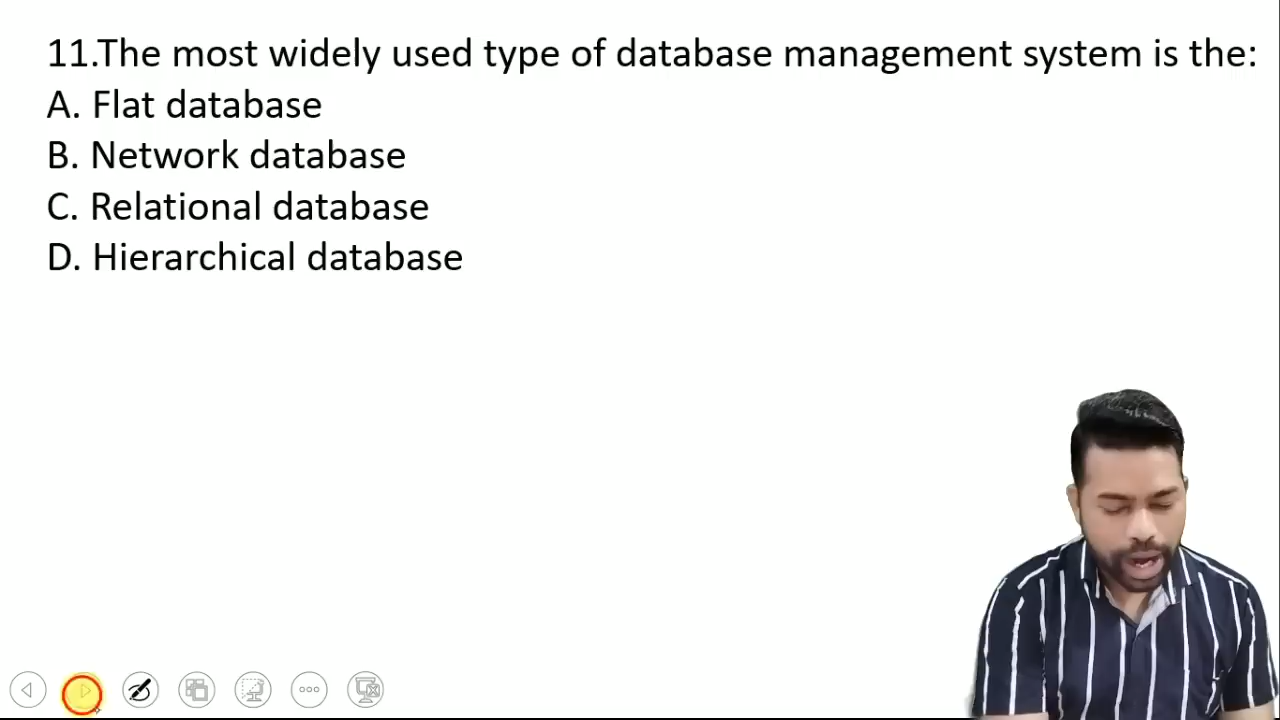 11.The most widely used type of database management system is the:
A. Flat database
B. Network database
C. Relational database
D. Hierarchical database